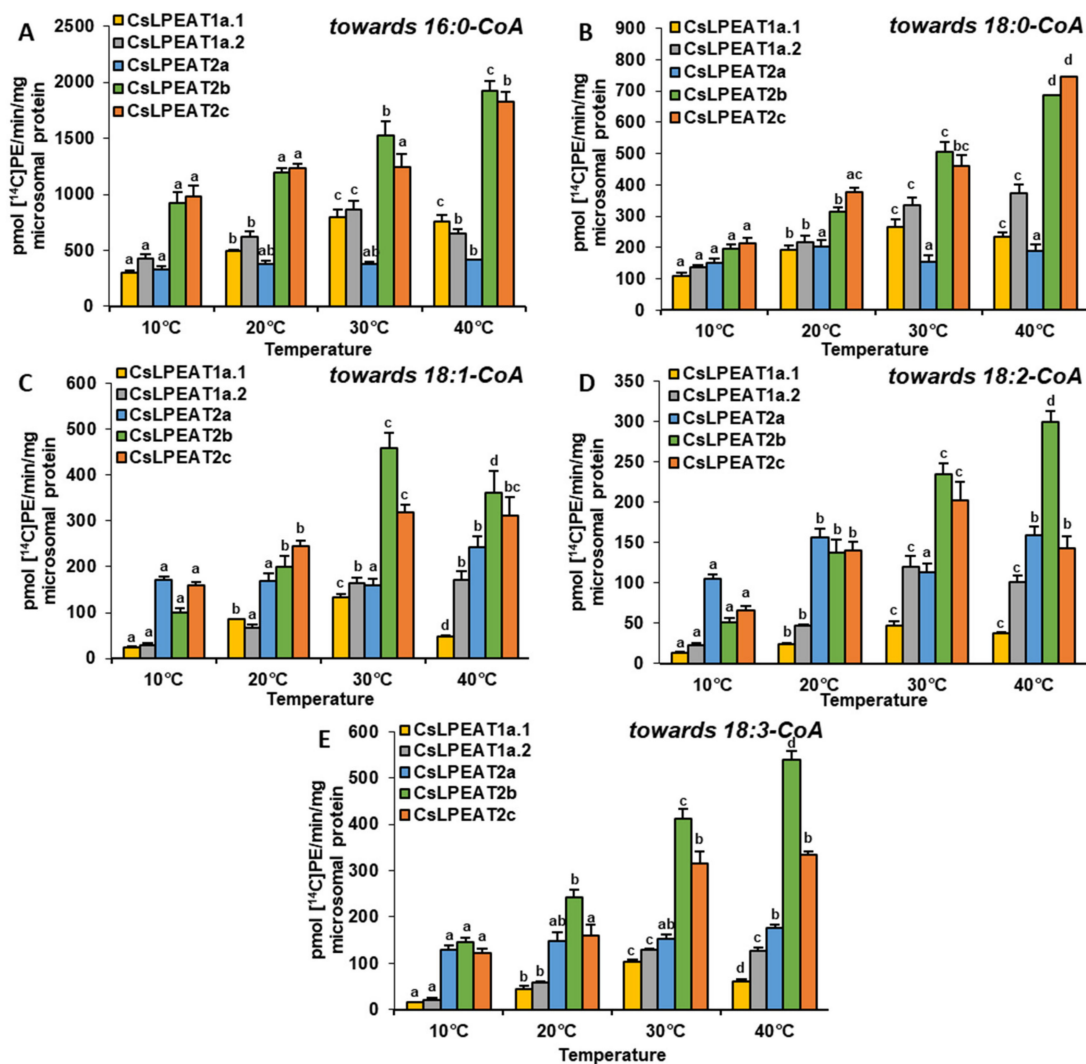 A
towards 16:0-CoA
CsLPEAT1a.1
CsLPEAT1a.2
CsLPEAT2a
CsLPEAT2b
CsLPEAT2c
pmol [¹⁴C]PE/min/mg
microsomal protein
2500
2000
1500
1000
500
0
a a a a a
b b ab a a
c c ab b a
c b b c b
10°C 20°C 30°C 40°C
Temperature
B
towards 18:0-CoA
CsLPEAT1a.1
CsLPEAT1a.2
CsLPEAT2a
CsLPEAT2b
CsLPEAT2c
pmol [¹⁴C]PE/min/mg
microsomal protein
900
800
700
600
500
400
300
200
100
0
a a a a a
b b a b ac
c c a c bc
c c a d d
10°C 20°C 30°C 40°C
Temperature
C
towards 18:1-CoA
CsLPEAT1a.1
CsLPEAT1a.2
CsLPEAT2a
CsLPEAT2b
CsLPEAT2c
pmol [¹⁴C]PE/min/mg
microsomal protein
600
500
400
300
200
100
0
a a a a a
b a a b b
c b a c c
d b b d bc
10°C 20°C 30°C 40°C
Temperature
D
towards 18:2-CoA
CsLPEAT1a.1
CsLPEAT1a.2
CsLPEAT2a
CsLPEAT2b
CsLPEAT2c
pmol [¹⁴C]PE/min/mg
microsomal protein
350
300
250
200
150
100
50
0
a a a a a
b b b b b
c c a c c
c c b d b
10°C 20°C 30°C 40°C
Temperature
E
towards 18:3-CoA
CsLPEAT1a.1
CsLPEAT1a.2
CsLPEAT2a
CsLPEAT2b
CsLPEAT2c
pmol [¹⁴C]PE/min/mg
microsomal protein
600
500
400
300
200
100
0
a a a a a
b b ab b a
c c ab c b
d c b d b
10°C 20°C 30°C 40°C
Temperature